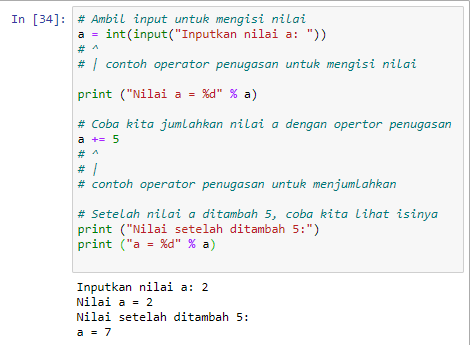 In [34]: # Ambil input untuk mengisi nilai
a = int(input("Inputkan nilai a: "))
# ^
# | contoh operator penugasan untuk mengisi nilai
print ("Nilai a = %d" % a)
# Coba kita jumlahkan nilai a dengan opertor penugasan
a += 5
# ^
# |
# contoh operator penugasan untuk menjumlahkan
# Setelah nilai a ditambah 5, coba kita lihat isinya
print ("Nilai setelah ditambah 5:")
print ("a = %d" % a)
Inputkan nilai a: 2
Nilai a = 2
Nilai setelah ditambah 5:
a = 7